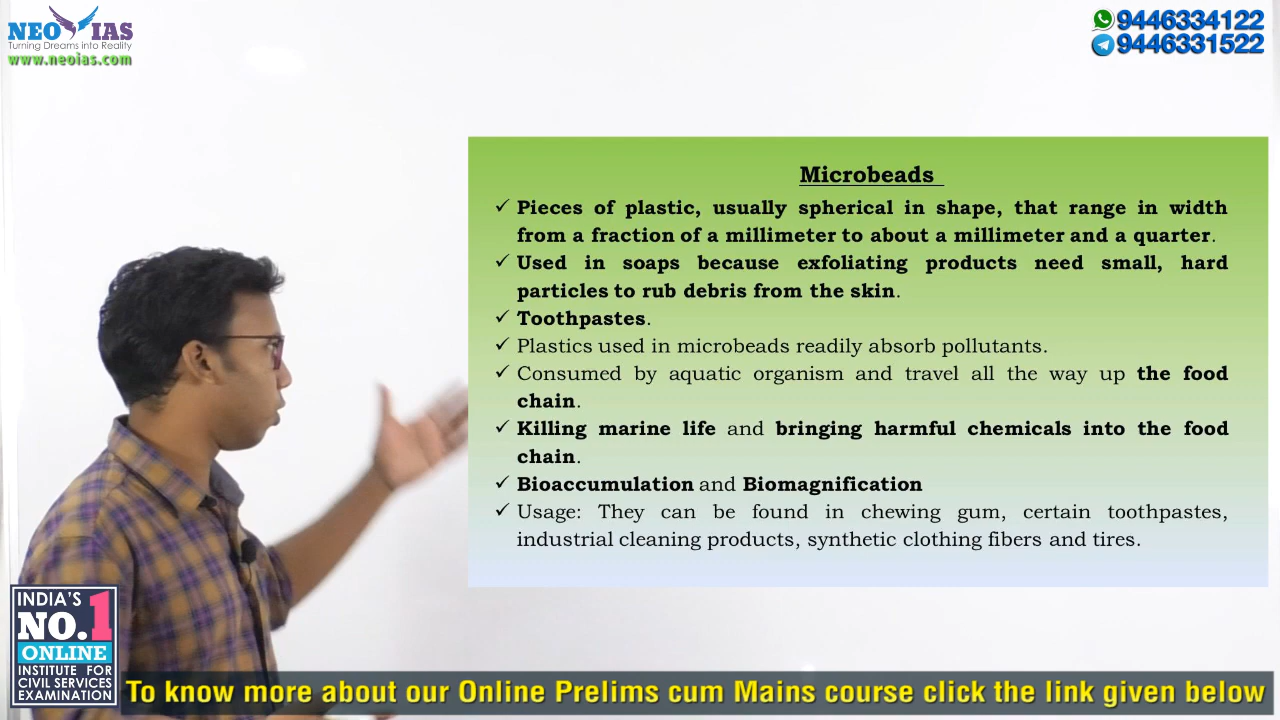 NEO IAS
Turning Dreams into Reality
www.neoias.com
9446334122
9446331522
Microbeads
✓ Pieces of plastic, usually spherical in shape, that range in width
from a fraction of a millimeter to about a millimeter and a quarter.
✓ Used in soaps because exfoliating products need small, hard
particles to rub debris from the skin.
✓ Toothpastes.
✓ Plastics used in microbeads readily absorb pollutants.
✓ Consumed by aquatic organism and travel all the way up the food
chain.
✓ Killing marine life and bringing harmful chemicals into the food
chain.
✓ Bioaccumulation and Biomagnification
✓ Usage: They can be found in chewing gum, certain toothpastes,
industrial cleaning products, synthetic clothing fibers and tires.
INDIA'S
NO.1
ONLINE
INSTITUTE FOR
CIVIL SERVICES
EXAMINATION
To know more about our Online Prelims cum Mains course click the link given below